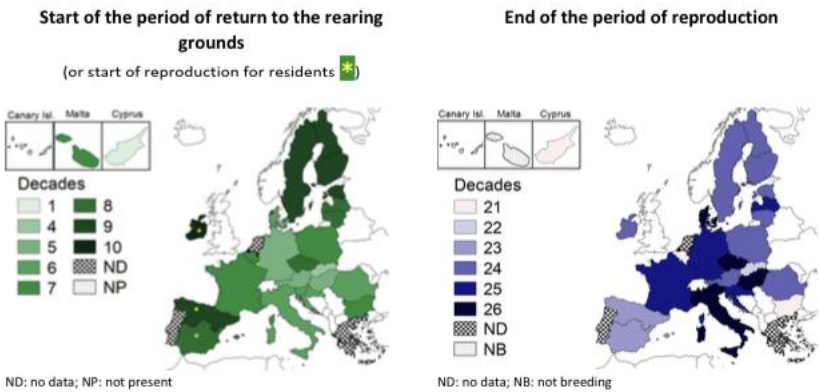 Start of the period of return to the rearing
grounds
(or start of reproduction for residents *)
Canary Isl. Malta Cyprus
Decades
1 8
4 9
5 10
6 ND
7 NP
ND: no data; NP: not present
End of the period of reproduction
Canary Isl. Malta Cyprus
Decades
21
22
23
24
25
26
ND
NB
ND: no data; NB: not breeding